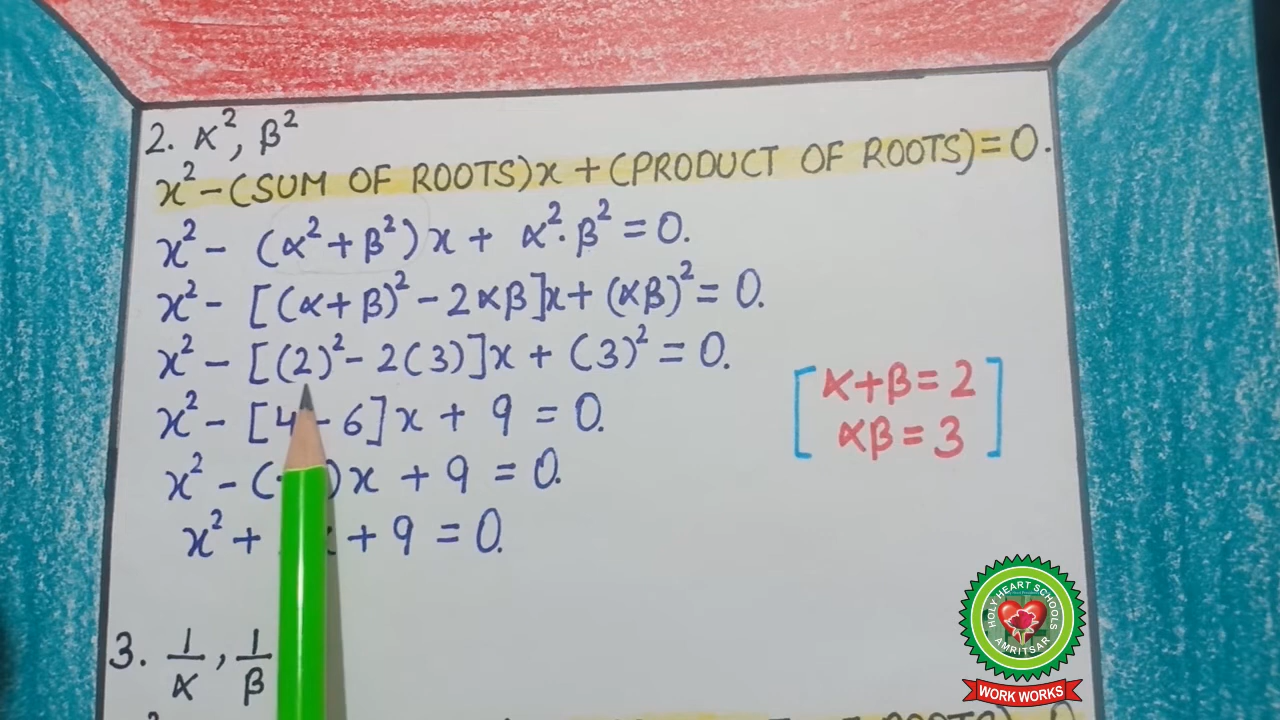 2. α², β²
x² - (SUM OF ROOTS)x + (PRODUCT OF ROOTS) = 0.
x² - (α² + β²)x + α².β² = 0.
x² - [(α + β)² - 2αβ]x + (αβ)² = 0.
x² - [(2)² - 2(3)]x + (3)² = 0.
x² - [4 - 6]x + 9 = 0.
x² - ( )x + 9 = 0.
x² + x + 9 = 0.
[α + β = 2
αβ = 3]
3. 1/α, 1/β
HOLY HEART SCHOOLS
AMRITSAR
WORK WORKS